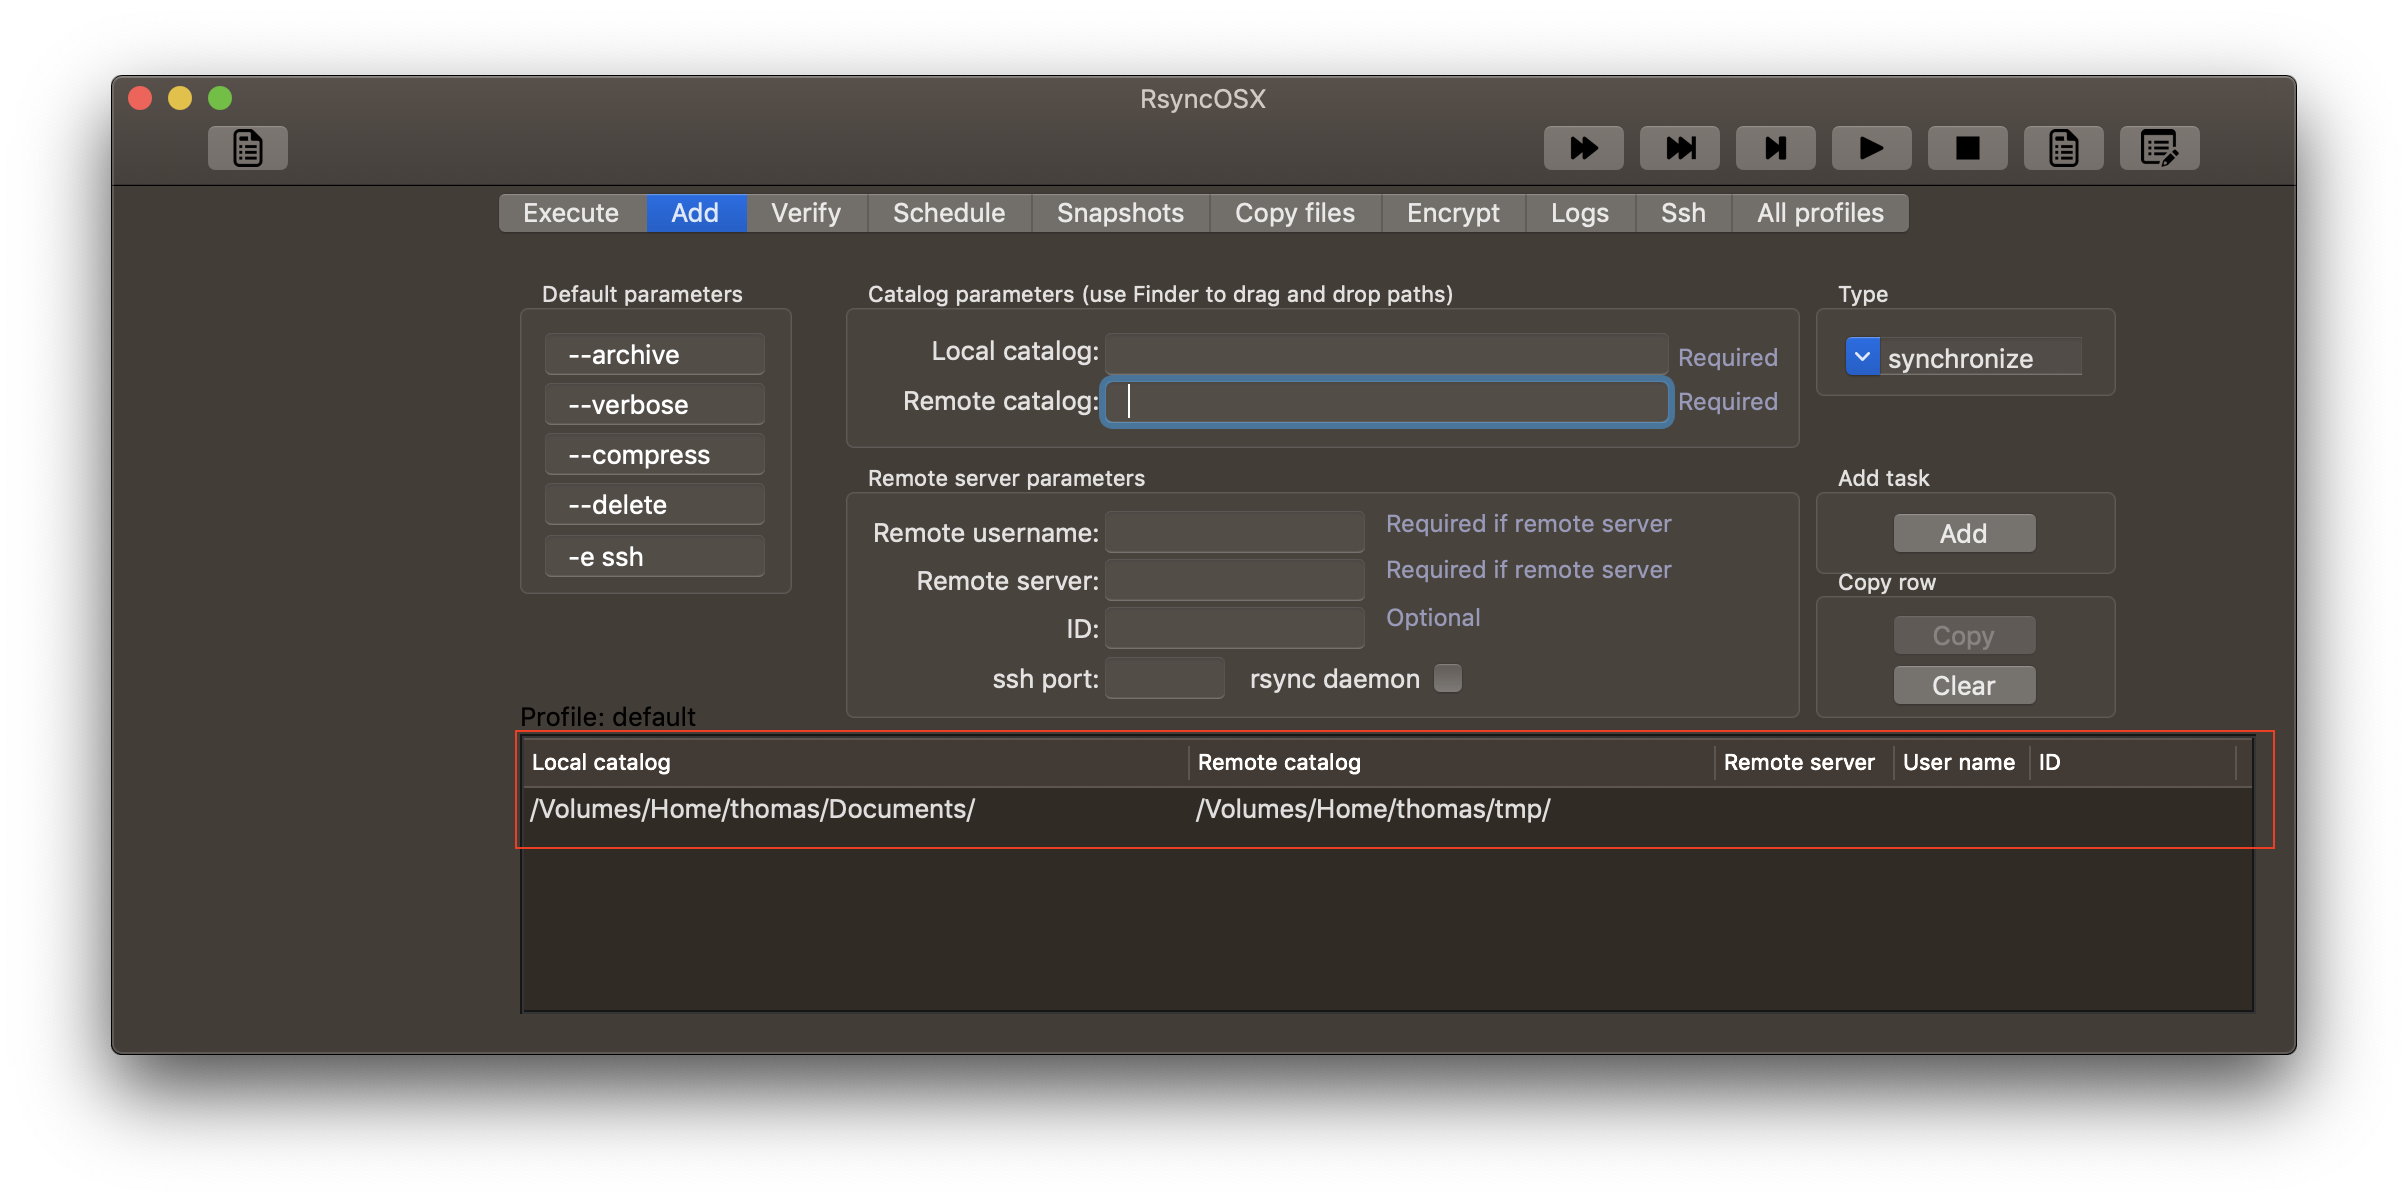 RsyncOSX
Execute Add Verify Schedule Snapshots Copy files Encrypt Logs Ssh All profiles
Default parameters
--archive
--verbose
--compress
--delete
-e ssh
Catalog parameters (use Finder to drag and drop paths)
Local catalog: Required
Remote catalog: Required
Type
synchronize
Remote server parameters
Remote username: Required if remote server
Remote server: Required if remote server
ID: Optional
ssh port: rsync daemon
Add task
Add
Copy row
Copy
Clear
Profile: default
Local catalog Remote catalog Remote server User name ID
/Volumes/Home/thomas/Documents/ /Volumes/Home/thomas/tmp/